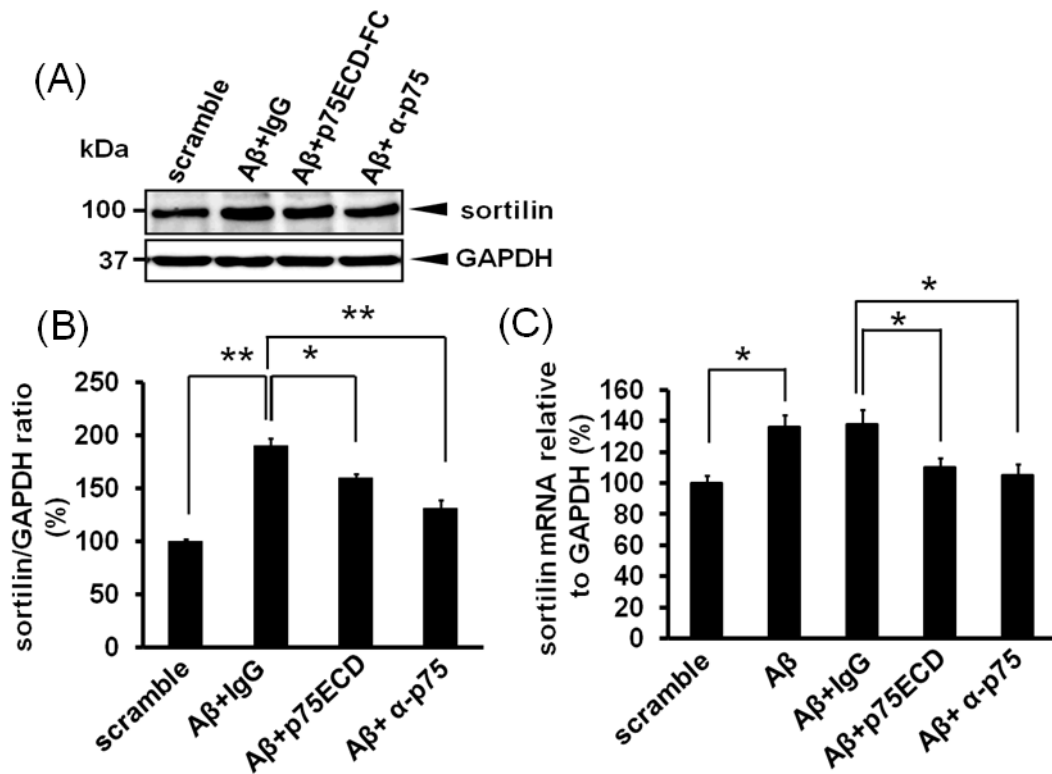 (A)
kDa
scramble
Aβ+IgG
Aβ+p75ECD-FC
Aβ+ α-p75
100
sortilin
37
GAPDH
(B)
sortilin/GAPDH ratio
(%)
250
200
150
100
50
0
**
*
**
scramble
Aβ+IgG
Aβ+p75ECD
Aβ+ α-p75
(C)
sortilin mRNA relative
to GAPDH (%)
160
140
120
100
80
60
40
20
0
*
*
*
scramble
Aβ
Aβ+IgG
Aβ+p75ECD
Aβ+ α-p75